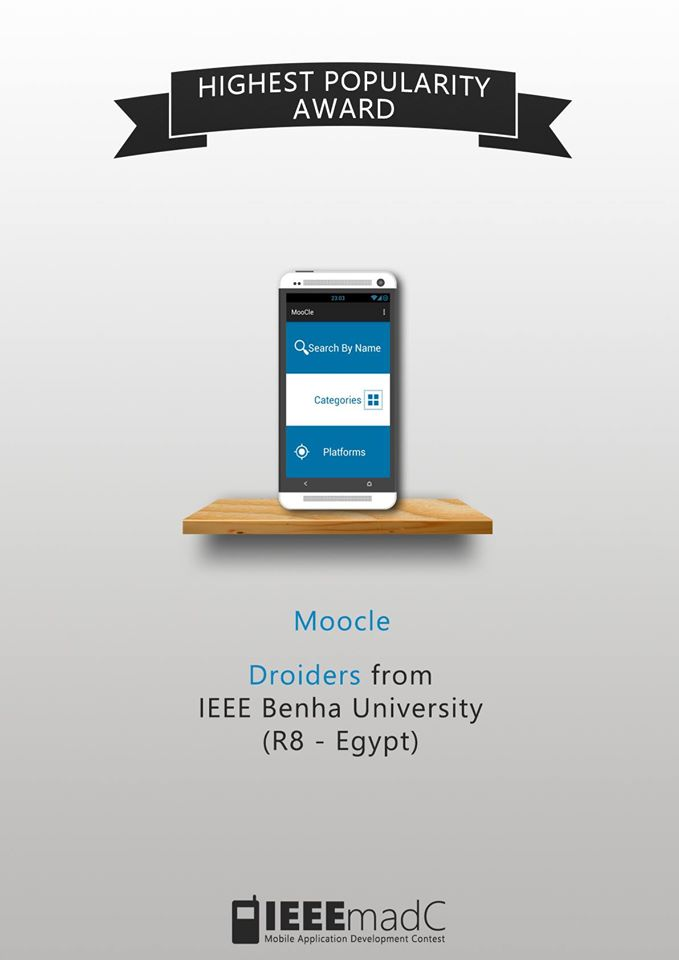 HIGHEST POPULARITY
AWARD
23:03
MooCle
Search By Name
Categories
Platforms
Moocle
Droiders from
IEEE Benha University
(R8 - Egypt)
IEEEmadC
Mobile Application Development Contest